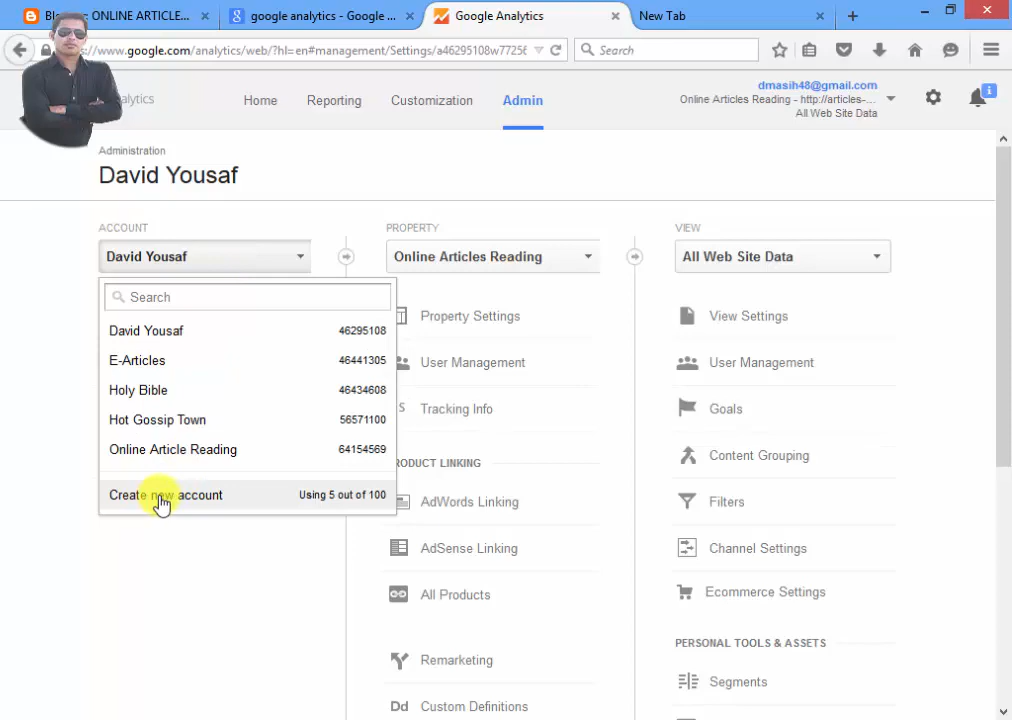 Blogger: ONLINE ARTICLE... × google analytics - Google ... × Google Analytics × New Tab × +
www.google.com/analytics/web/?hl=en#management/Settings/a46295108w7725 Search
alytics Home Reporting Customization Admin
dmasih48@gmail.com
Online Articles Reading - http://articles-...
All Web Site Data
i
Administration
David Yousaf
ACCOUNT PROPERTY VIEW
David Yousaf Online Articles Reading All Web Site Data
Search
David Yousaf 46295108
E-Articles 46441305
Holy Bible 46434608
Hot Gossip Town 56571100
Online Article Reading 64154569
Create new account Using 5 out of 100
Property Settings
User Management
S Tracking Info
RODUCT LINKING
AdWords Linking
AdSense Linking
All Products
Remarketing
Dd Custom Definitions
View Settings
User Management
Goals
Content Grouping
Filters
Channel Settings
Ecommerce Settings
PERSONAL TOOLS & ASSETS
Segments